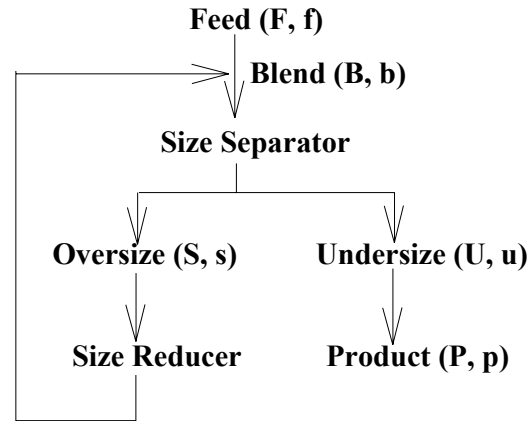 Feed (F, f)
Blend (B, b)
Size Separator
Oversize (S, s)
Undersize (U, u)
Size Reducer
Product (P, p)